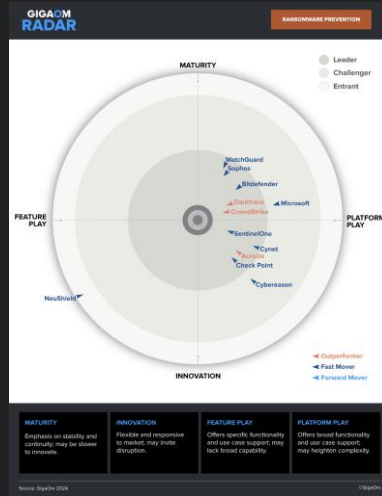 GIGAOM
RADAR
RANSOMWARE PREVENTION
Leader
Challenger
Entrant
MATURITY
WatchGuard
Sophos
Bitdefender
Darktrace
Microsoft
CrowdStrike
FEATURE
PLAY
PLATFORM
PLAY
SentinelOne
Cynet
Acronis
Check Point
Cybereason
NeuShield
INNOVATION
Outperformer
Fast Mover
Forward Mover
MATURITY
Emphasis on stability and
continuity; may be slower
to innovate.
INNOVATION
Flexible and responsive
to market; may invite
disruption.
FEATURE PLAY
Offers specific functionality
and use case support; may
lack broad capability.
PLATFORM PLAY
Offers broad functionality
and use case support;
may heighten complexity.
Source: GigaOm 2024
©GigaOm